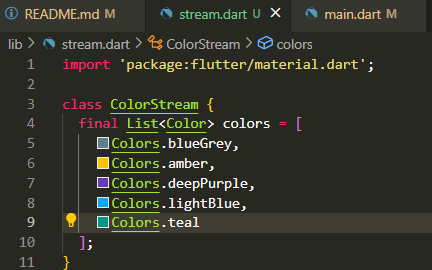 README.md M stream.dart U X main.dart M
lib > stream.dart > ColorStream > colors
1 import 'package:flutter/material.dart';
2
3 class ColorStream {
4 final List<Color> colors = [
5 Colors.blueGrey,
6 Colors.amber,
7 Colors.deepPurple,
8 Colors.lightBlue,
9 Colors.teal
10 ];
11 }